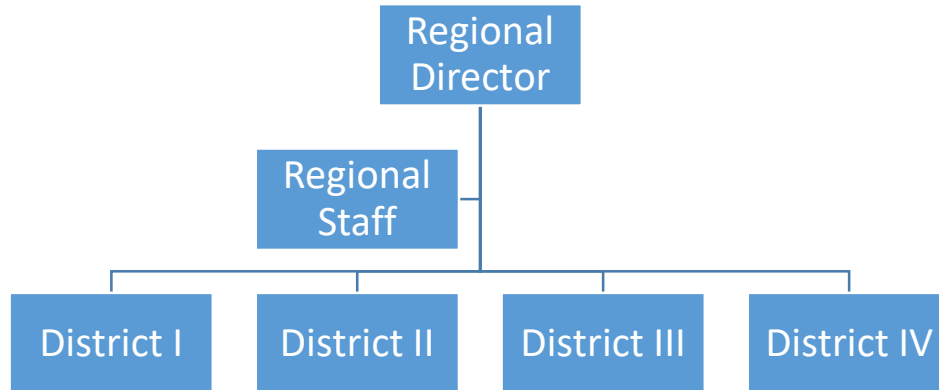 Regional
Director
Regional
Staff
District I
District II
District III
District IV